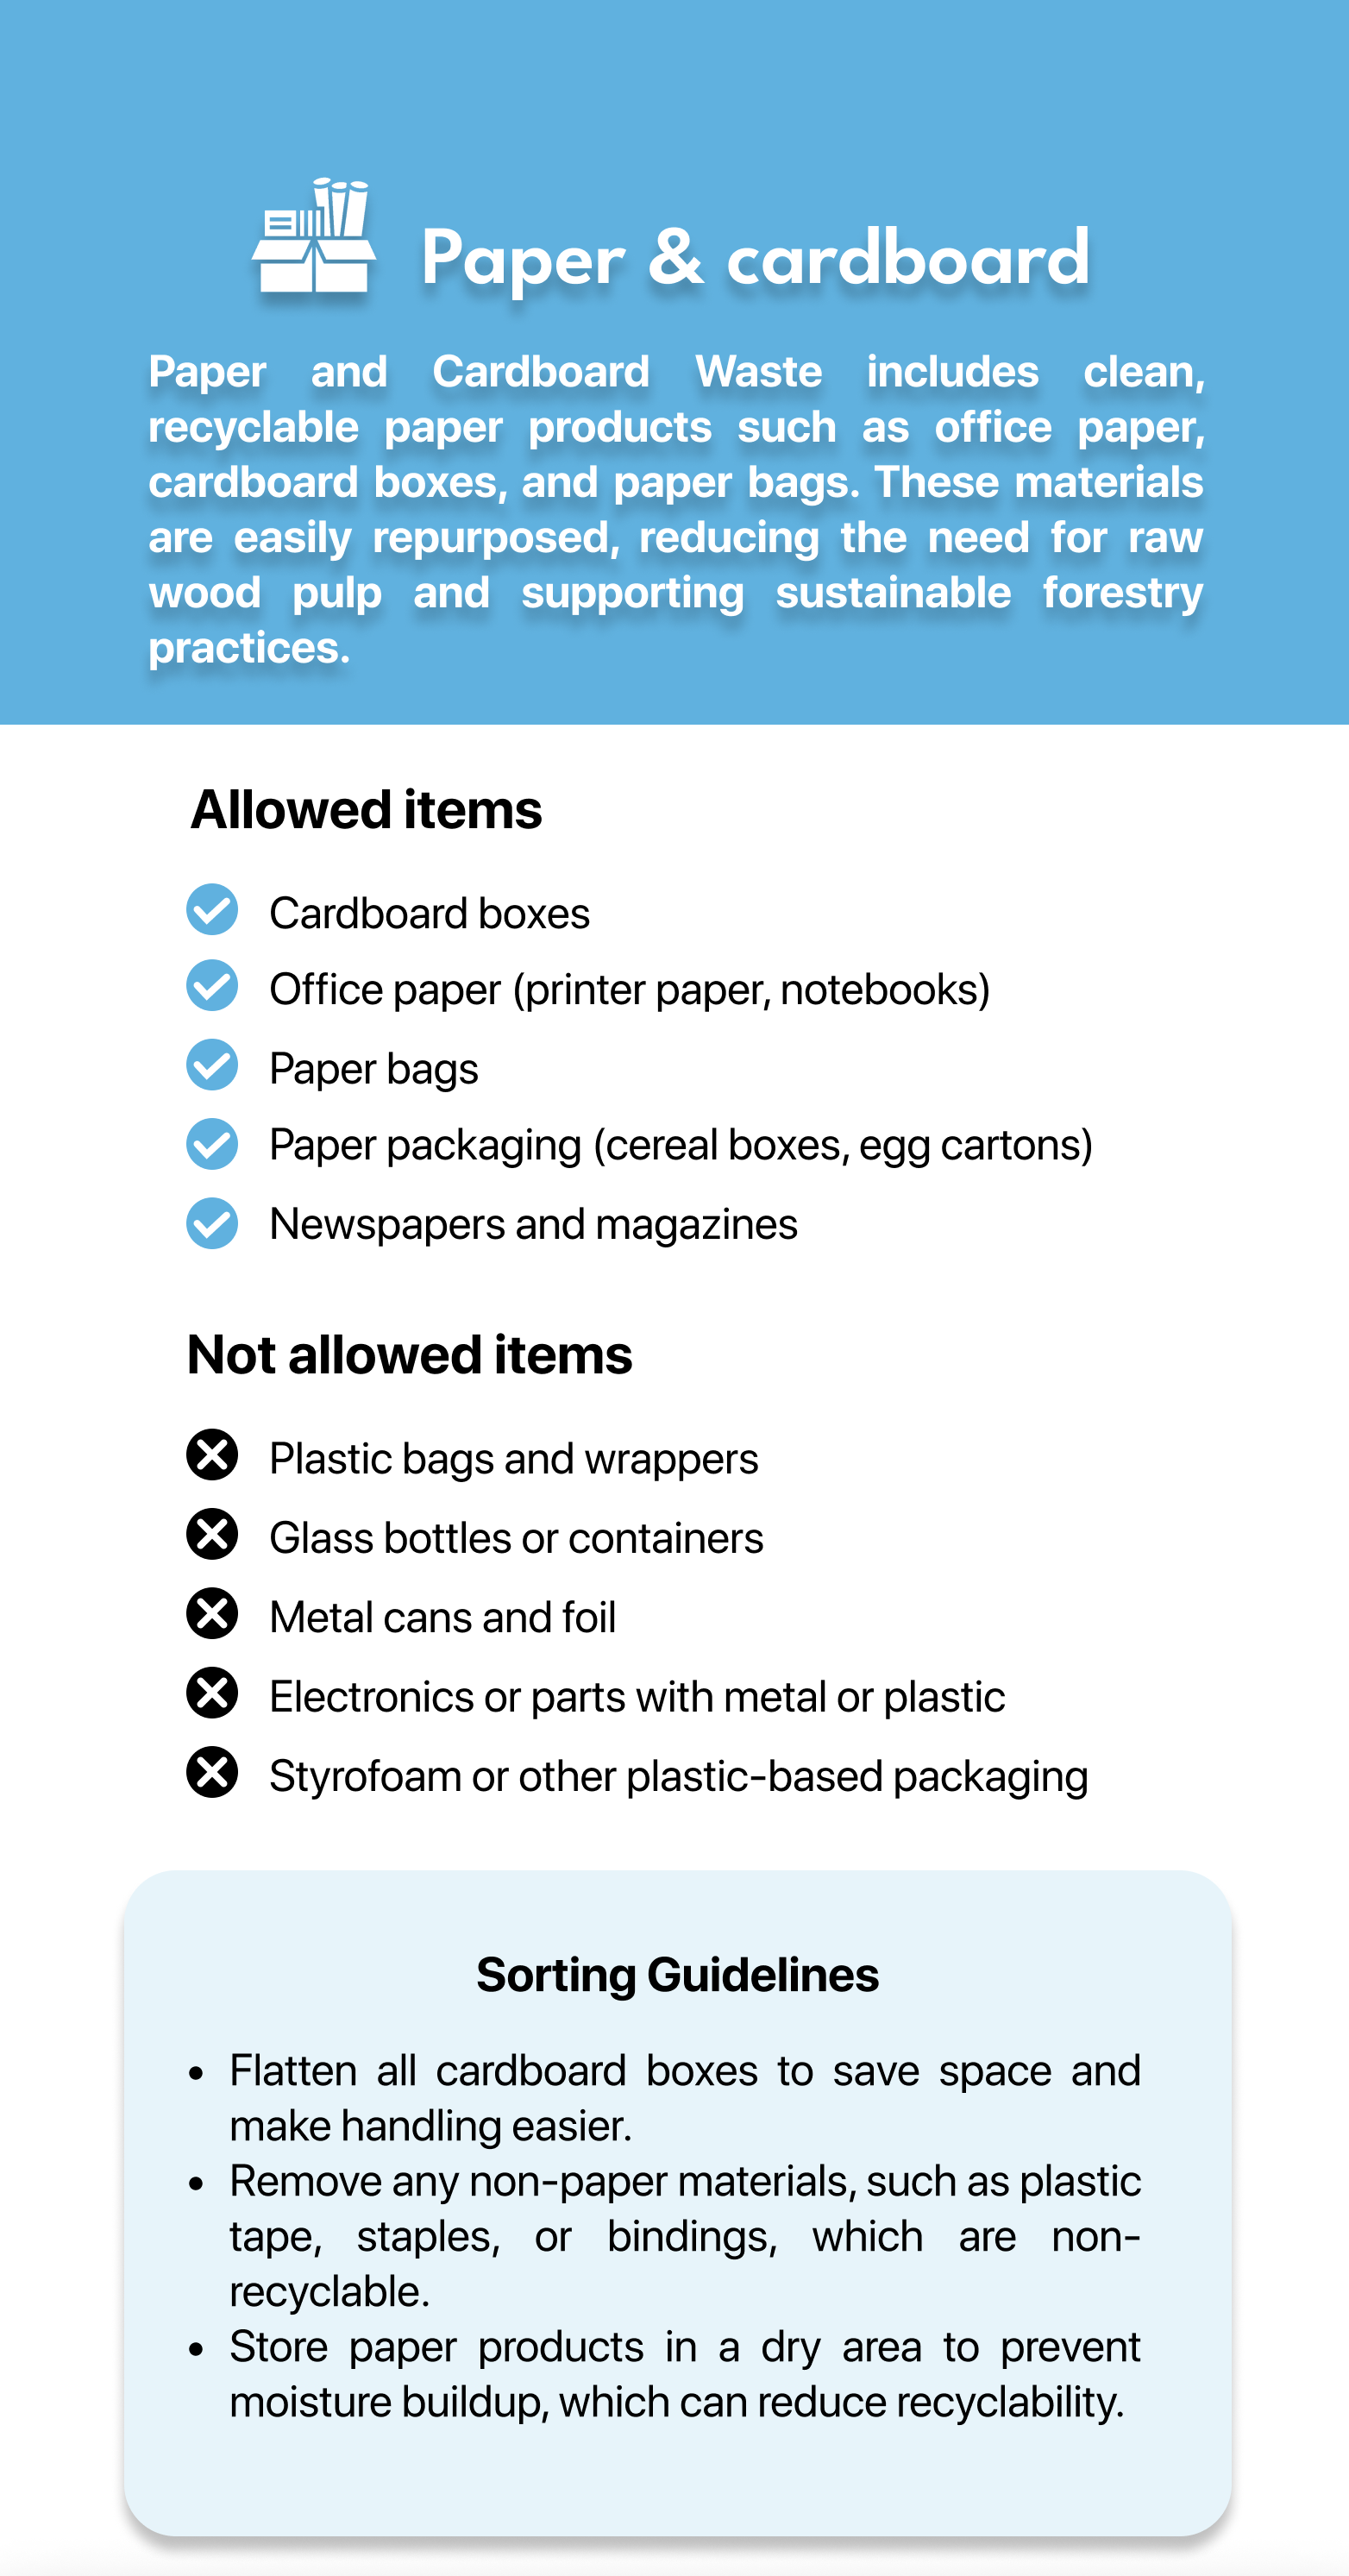 Paper & cardboard
Paper and Cardboard Waste includes clean,
recyclable paper products such as office paper,
cardboard boxes, and paper bags. These materials
are easily repurposed, reducing the need for raw
wood pulp and supporting sustainable forestry
practices.
Allowed items
Cardboard boxes
Office paper (printer paper, notebooks)
Paper bags
Paper packaging (cereal boxes, egg cartons)
Newspapers and magazines
Not allowed items
Plastic bags and wrappers
Glass bottles or containers
Metal cans and foil
Electronics or parts with metal or plastic
Styrofoam or other plastic-based packaging
Sorting Guidelines
• Flatten all cardboard boxes to save space and
make handling easier.
• Remove any non-paper materials, such as plastic
tape, staples, or bindings, which are non-
recyclable.
• Store paper products in a dry area to prevent
moisture buildup, which can reduce recyclability.